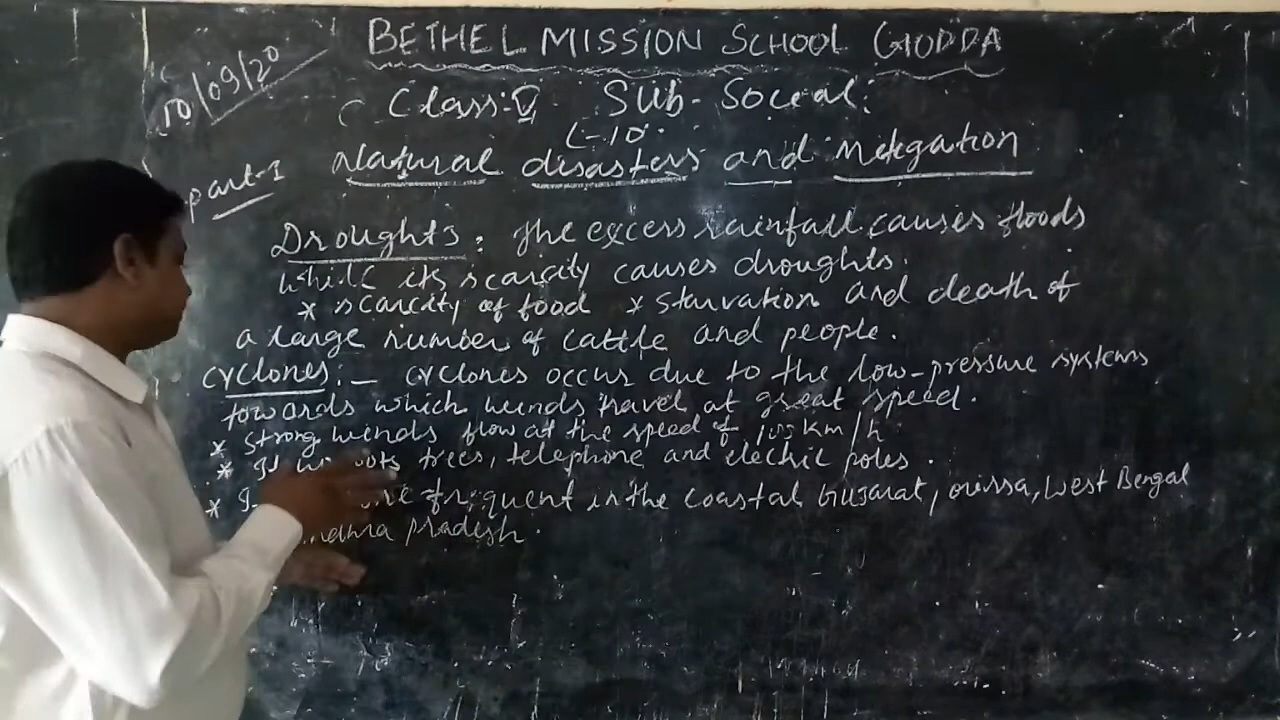 BETHEL MISSION SCHOOL GODDA
10/09/20
Class:V Sub- Social:
L-10
Part-1
Natural disasters and Mitigation
Droughts: The excess rainfall causes floods
while its scarcity causes droughts.
* scarcity of food * starvation and death of
a large number of cattle and people.
Cyclones:- cyclones occur due to the low-pressure systems
towards which winds travel at great speed.
* Strong winds flow at the speed of km/h.
* It trees, telephone and electric poles.
* frequent in the coastal Gujarat, Orissa, West Bengal
Pradesh.